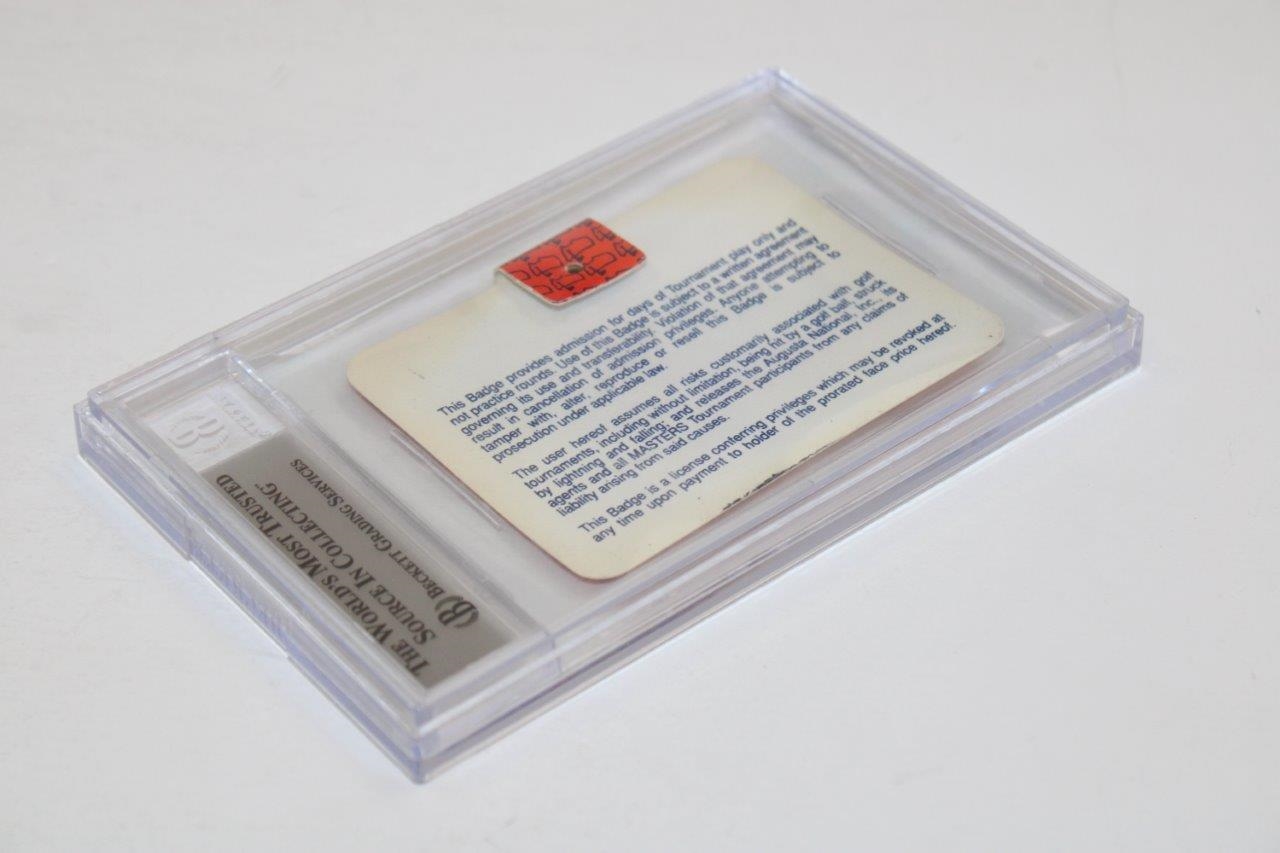 This Badge provides admission for days of Tournament play only and
not practice rounds. Use of this Badge is subject to a written agreement
governing its use and transferability. Violation of that agreement may
result in cancellation of admission privileges. Anyone attempting to
tamper with, alter, reproduce or resell this Badge is subject to
prosecution under applicable law.
The user hereof assumes all risks customarily associated with golf
tournaments, including without limitation, being hit by a golf ball, struck
by lightning and falling; and releases the Augusta National, Inc., its
agents and all MASTERS Tournament participants from any claims of
liability arising from said causes.
This Badge is a license conferring privileges which may be revoked at
any time upon payment to holder of the prorated face price hereof.
THE WORLD'S MOST TRUSTED
SOURCE IN COLLECTING™
BECKETT GRADING SERVICES